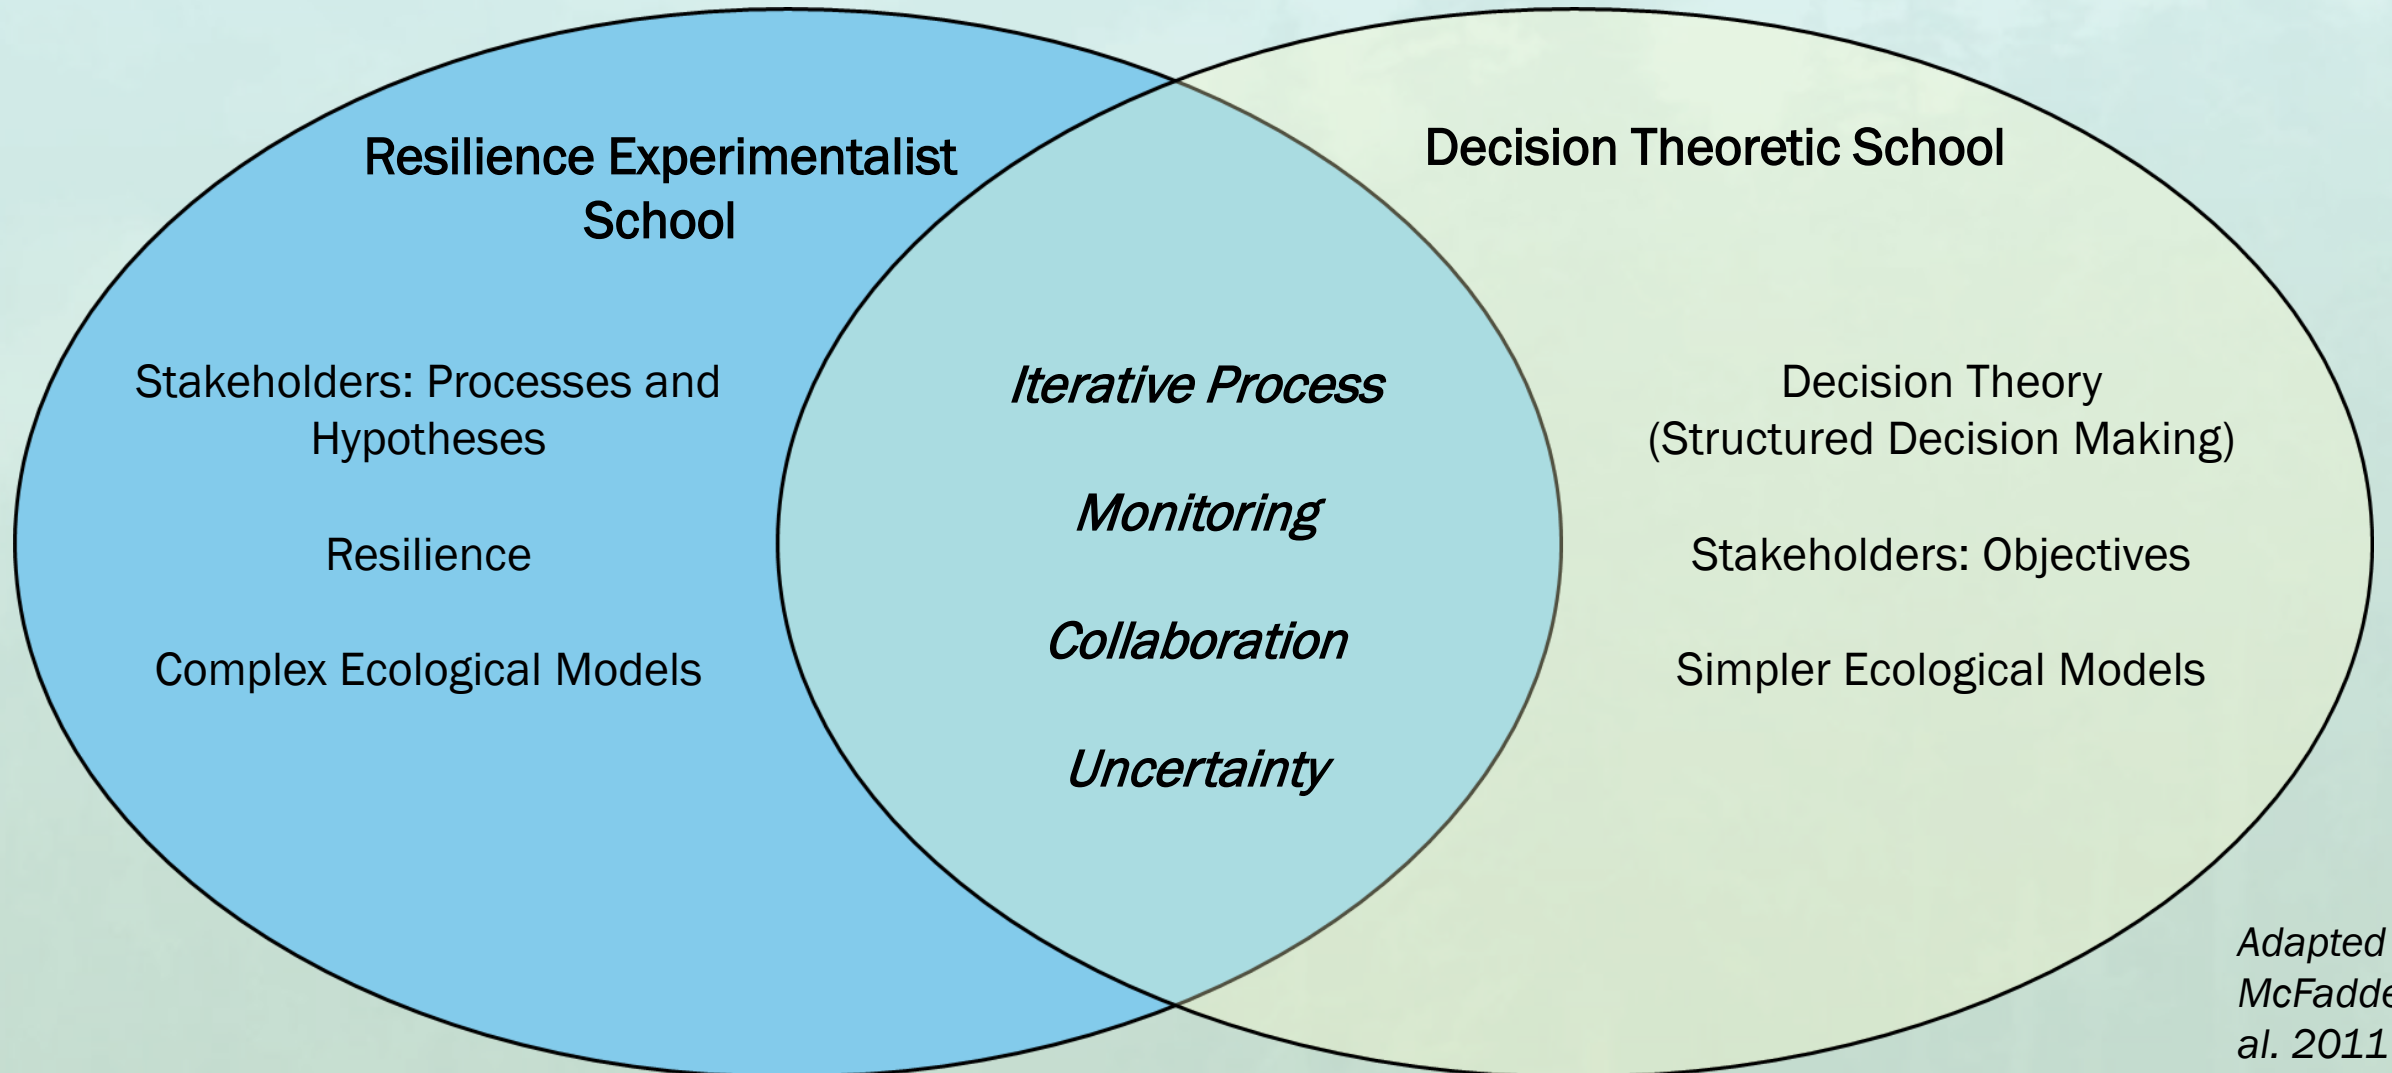 Resilience Experimentalist
School
Stakeholders: Processes and
Hypotheses
Resilience
Complex Ecological Models
Iterative Process
Monitoring
Collaboration
Uncertainty
Decision Theoretic School
Decision Theory
(Structured Decision Making)
Stakeholders: Objectives
Simpler Ecological Models
Adapted
McFadde
al. 2011